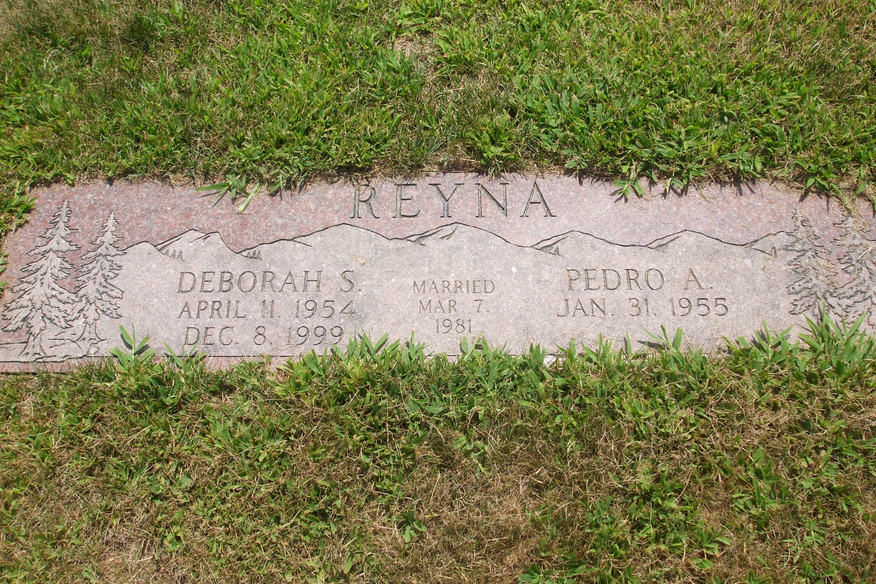 REYNA
DEBORAH S.
APRIL 11. 1954
DEC. 8. 1999
MARRIED
MAR. 7.
1981
PEDRO A.
JAN. 31. 1955